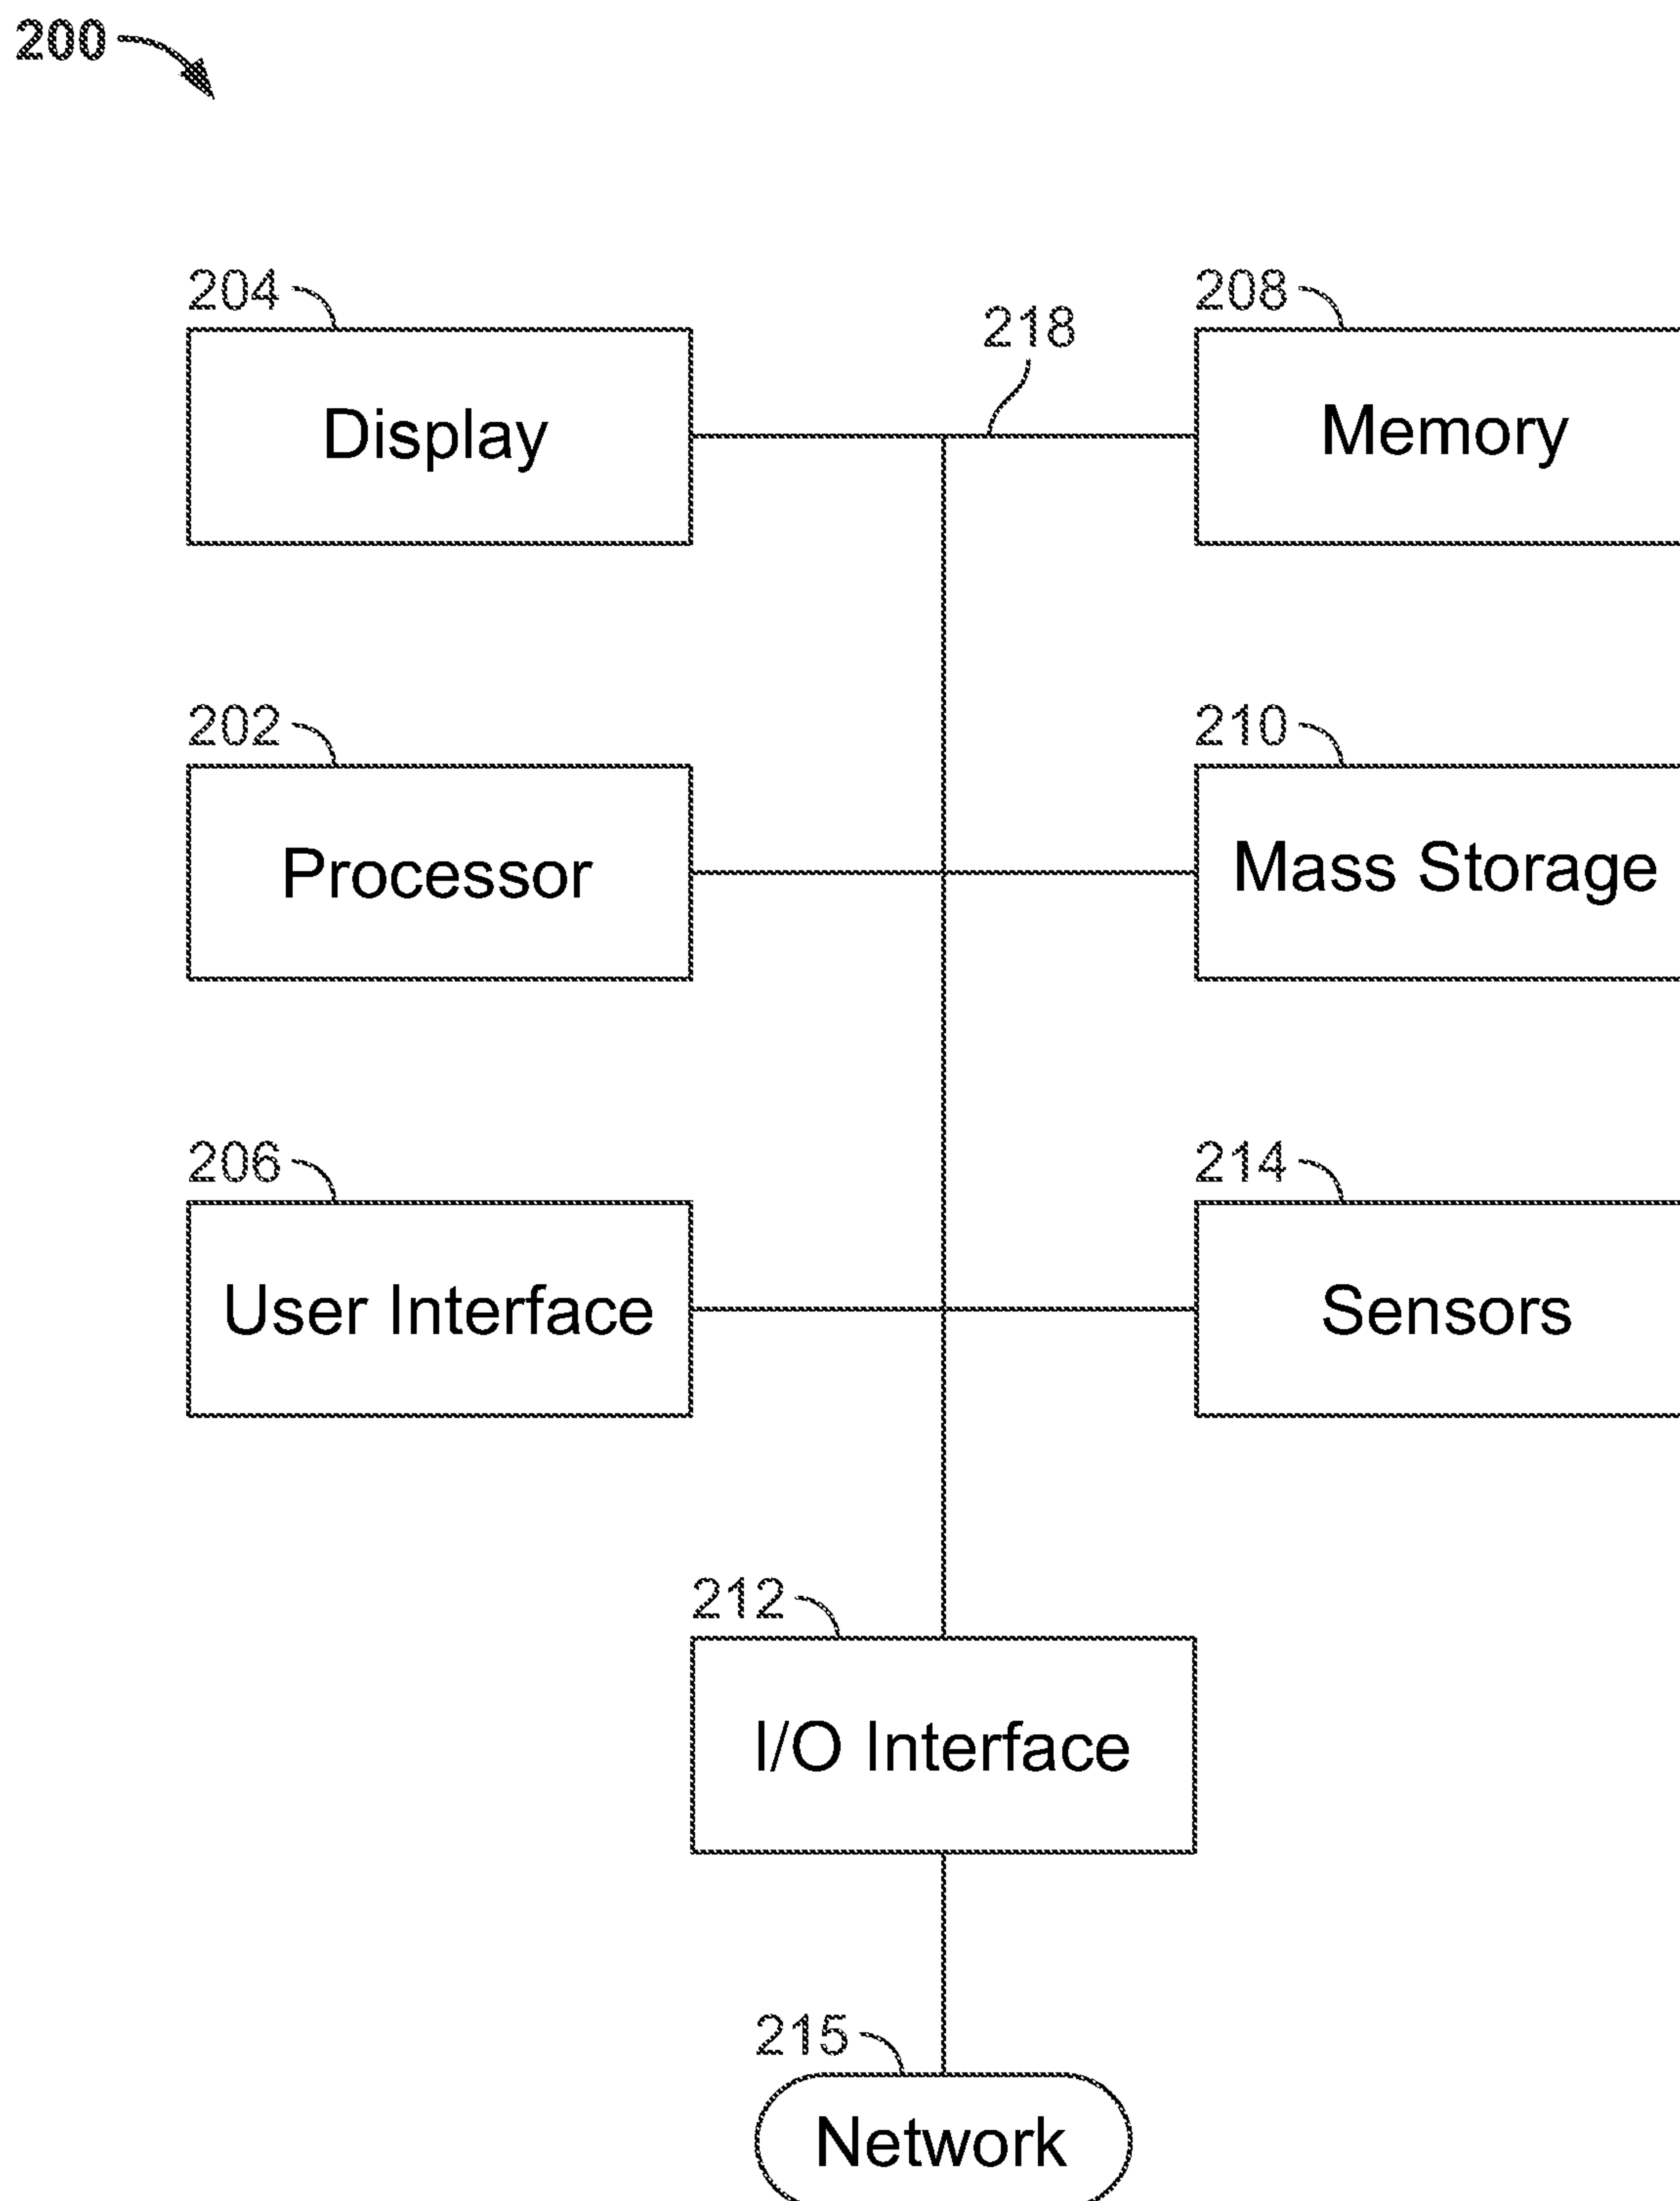 200
204
218
208
Display
Memory
202
210
Processor
Mass Storage
206
214
User Interface
Sensors
212
I/O Interface
215
Network